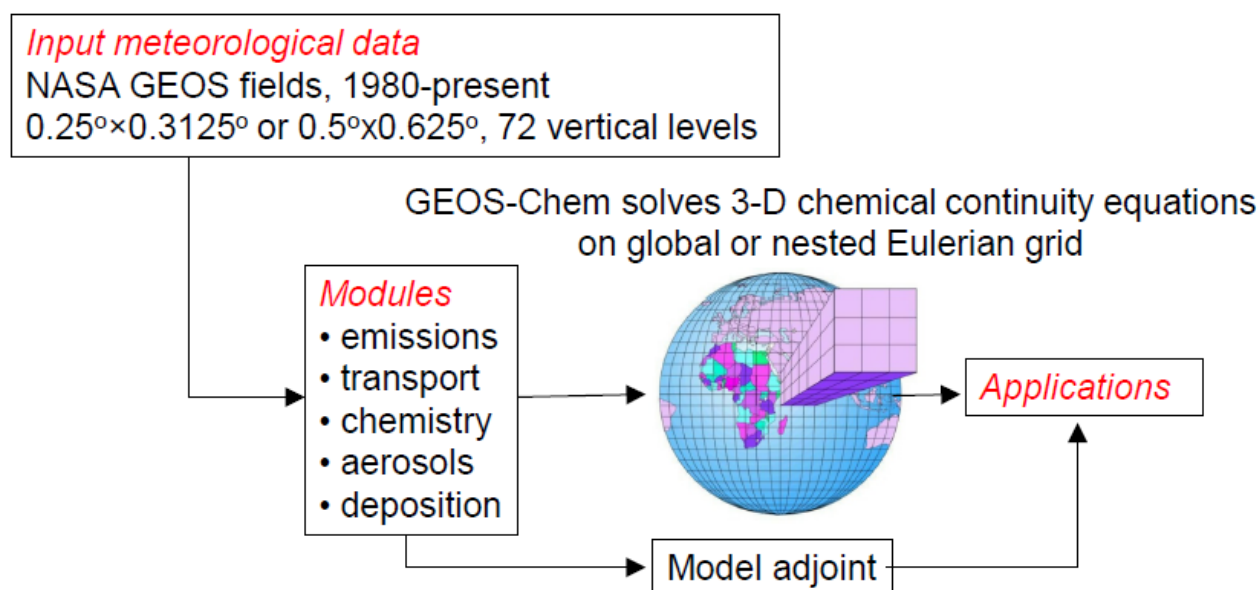 Input meteorological data
NASA GEOS fields, 1980-present
0.25º×0.3125º or 0.5ºx0.625º, 72 vertical levels
GEOS-Chem solves 3-D chemical continuity equations
on global or nested Eulerian grid
Modules
• emissions
• transport
• chemistry
• aerosols
• deposition
Applications
Model adjoint